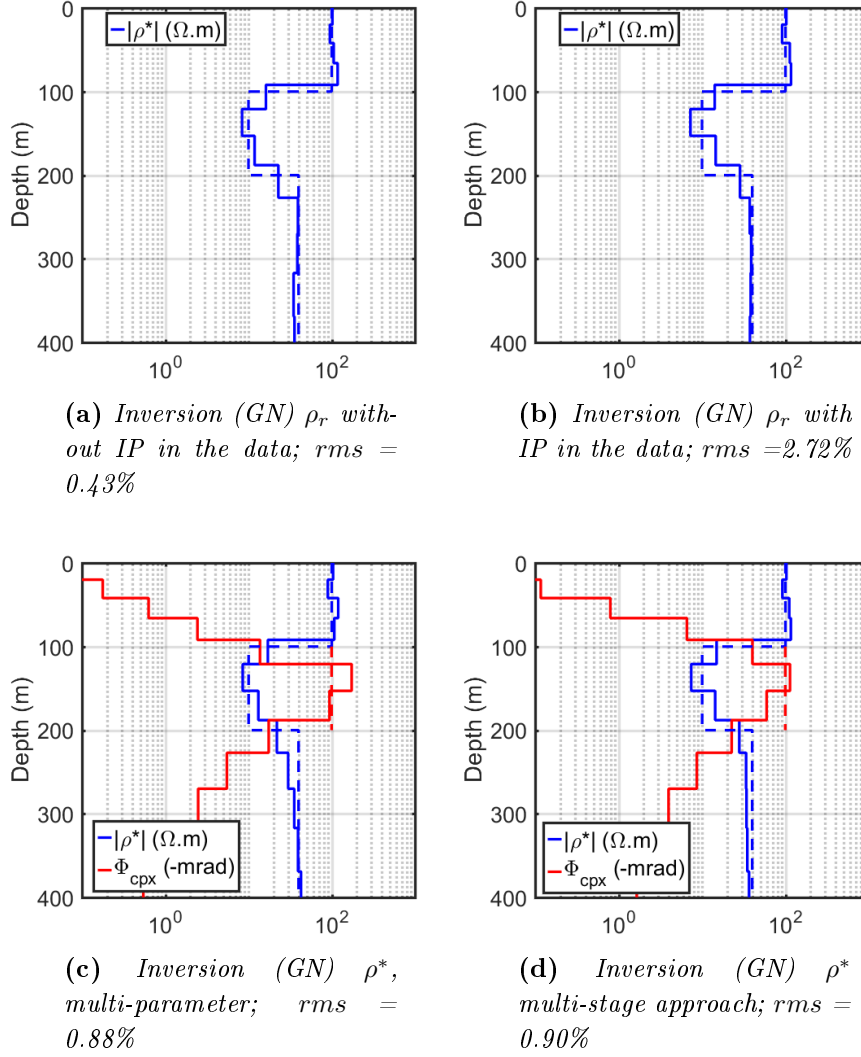 0
100
200
300
400
Depth (m)
|ρ*| (Ω.m)
10^0
10^2
(a) Inversion (GN) ρ_r with-
out IP in the data; rms =
0.43%
0
100
200
300
400
Depth (m)
|ρ*| (Ω.m)
10^0
10^2
(b) Inversion (GN) ρ_r with
IP in the data; rms =2.72%
0
100
200
300
400
Depth (m)
|ρ*| (Ω.m)
Φ_cpx (-mrad)
10^0
10^2
(c) Inversion (GN) ρ*,
multi-parameter; rms =
0.88%
0
100
200
300
400
Depth (m)
|ρ*| (Ω.m)
Φ_cpx (-mrad)
10^0
10^2
(d) Inversion (GN) ρ*
multi-stage approach; rms =
0.90%